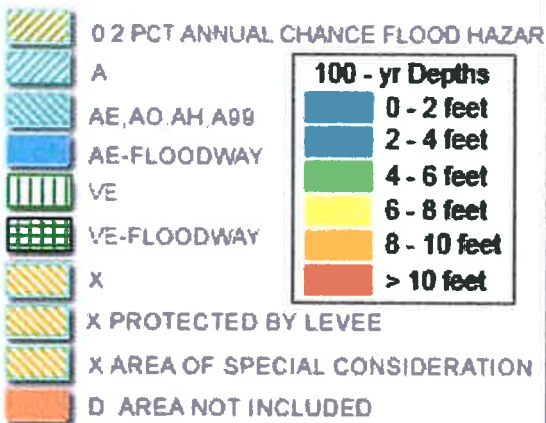 0 2 PCT ANNUAL CHANCE FLOOD HAZAR
A
AE,AO,AH,A99
AE-FLOODWAY
VE
VE-FLOODWAY
X
X PROTECTED BY LEVEE
X AREA OF SPECIAL CONSIDERATION
D AREA NOT INCLUDED
100 - yr Depths
0 - 2 feet
2 - 4 feet
4 - 6 feet
6 - 8 feet
8 - 10 feet
> 10 feet